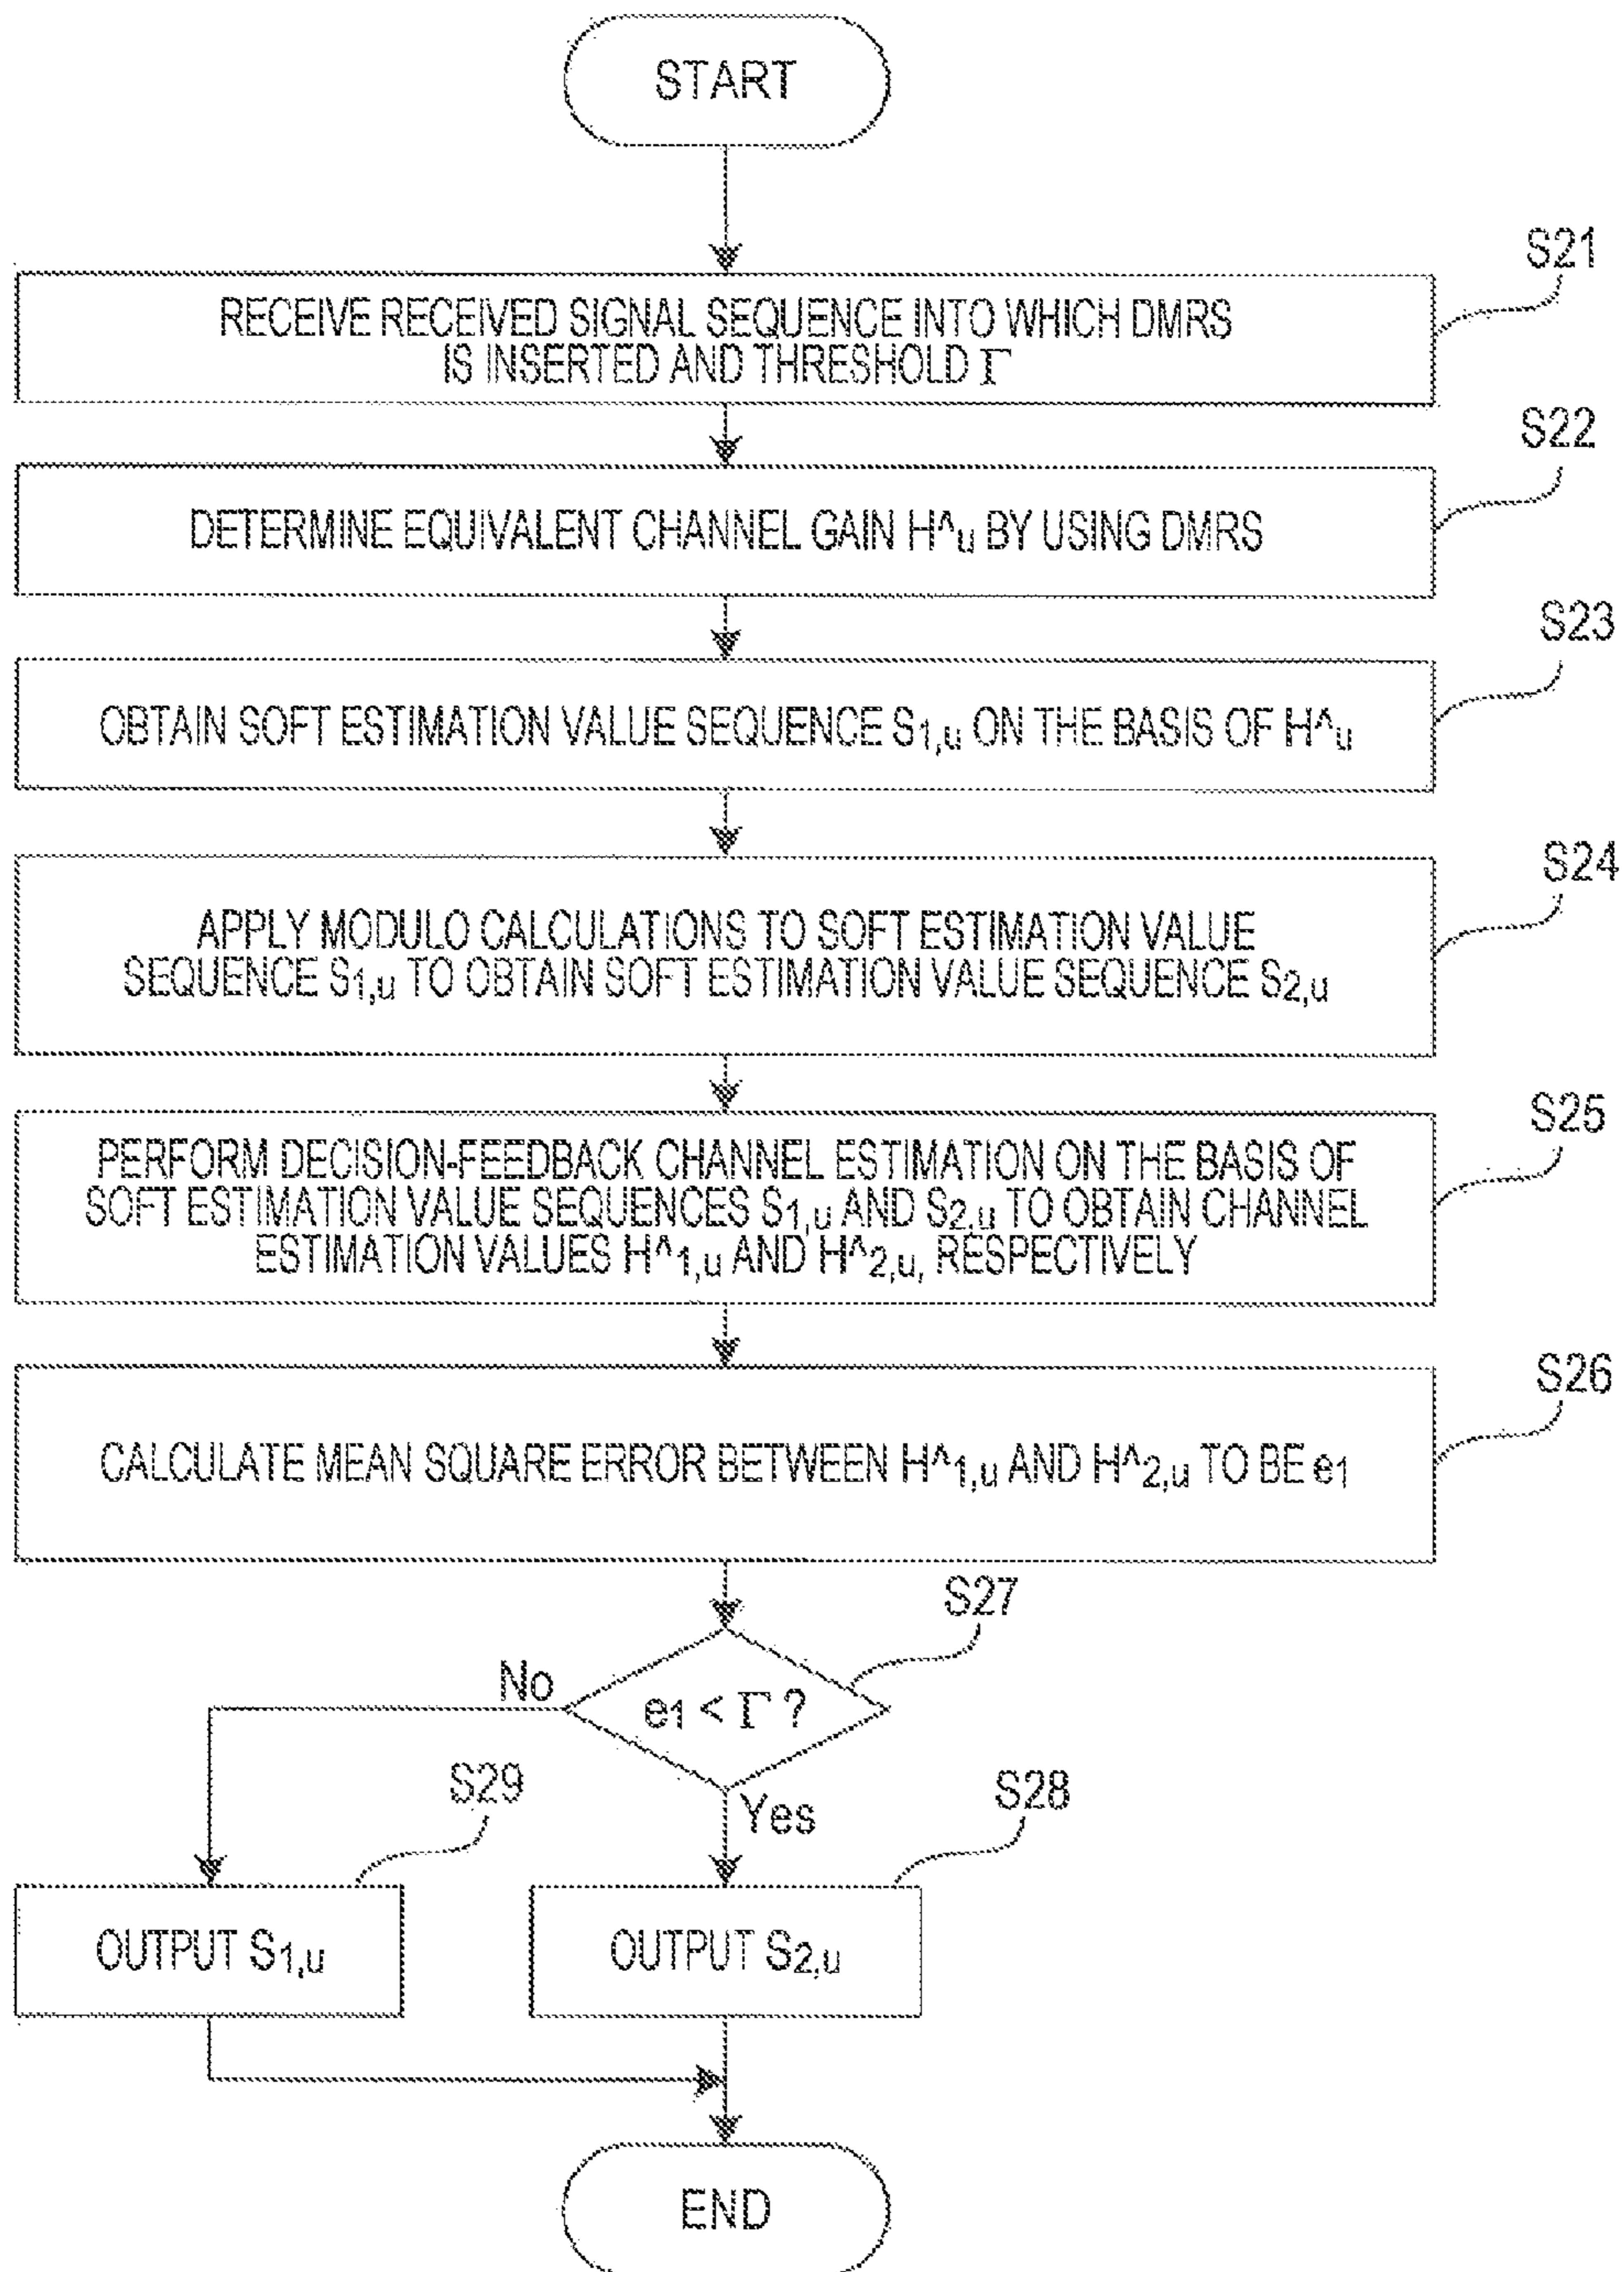 START
S21
RECEIVE RECEIVED SIGNAL SEQUENCE INTO WHICH DMRS
IS INSERTED AND THRESHOLD Γ
S22
DETERMINE EQUIVALENT CHANNEL GAIN H^u BY USING DMRS
S23
OBTAIN SOFT ESTIMATION VALUE SEQUENCE S1,u ON THE BASIS OF H^u
S24
APPLY MODULO CALCULATIONS TO SOFT ESTIMATION VALUE
SEQUENCE S1,u TO OBTAIN SOFT ESTIMATION VALUE SEQUENCE S2,u
S25
PERFORM DECISION-FEEDBACK CHANNEL ESTIMATION ON THE BASIS OF
SOFT ESTIMATION VALUE SEQUENCES S1,u AND S2,u TO OBTAIN CHANNEL
ESTIMATION VALUES H^1,u AND H^2,u, RESPECTIVELY
S26
CALCULATE MEAN SQUARE ERROR BETWEEN H^1,u AND H^2,u TO BE e1
S27
No
e1 < Γ ?
Yes
S29
S28
OUTPUT S1,u
OUTPUT S2,u
END